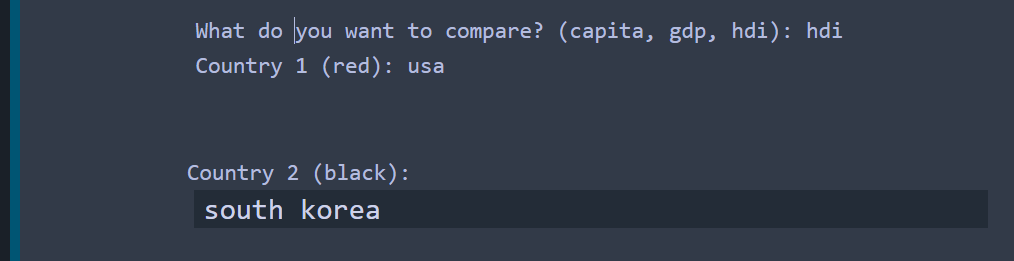 What do you want to compare? (capita, gdp, hdi): hdi
Country 1 (red): usa
Country 2 (black):
south korea